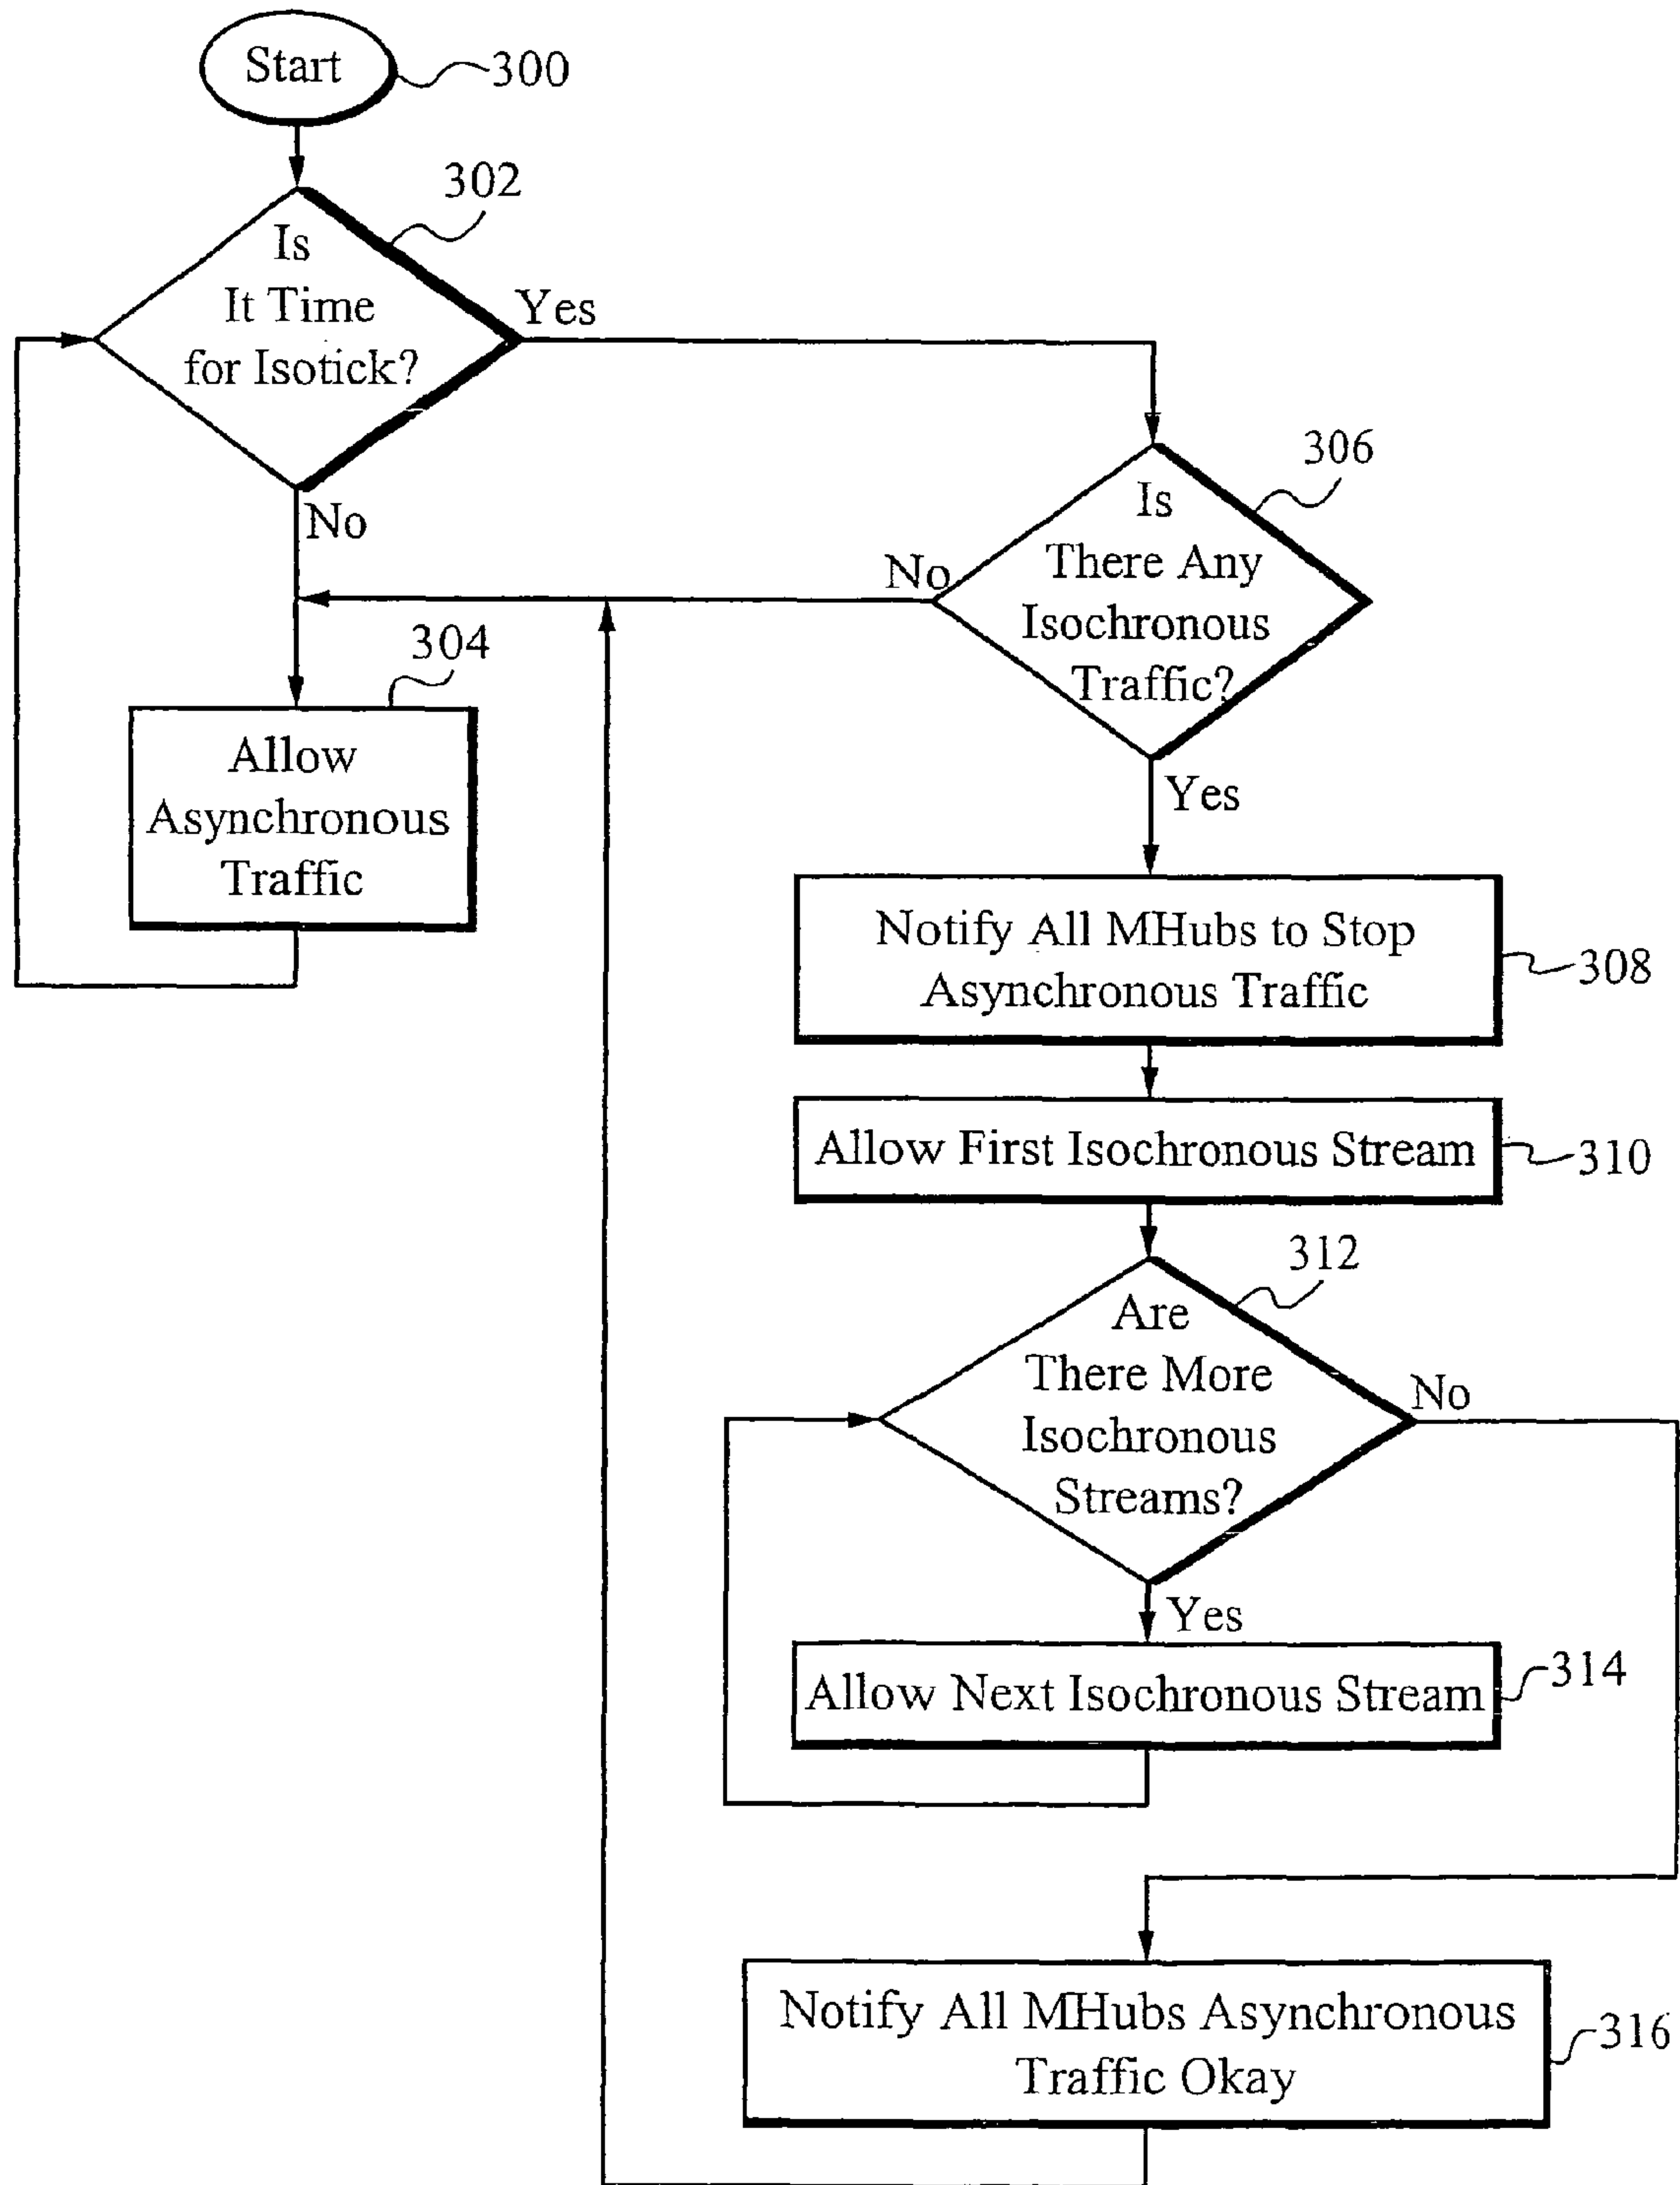 Start
300
302
Is
It Time
for Isotick?
Yes
No
306
Is
There Any
Isochronous
Traffic?
No
Yes
304
Allow
Asynchronous
Traffic
Notify All MHubs to Stop
Asynchronous Traffic
308
Allow First Isochronous Stream
310
312
Are
There More
Isochronous
Streams?
No
Yes
Allow Next Isochronous Stream
314
Notify All MHubs Asynchronous
Traffic Okay
316